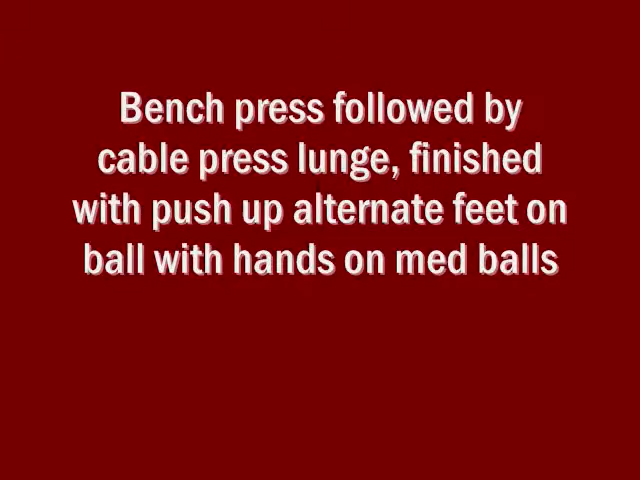 Bench press followed by
cable press lunge, finished
with push up alternate feet on
ball with hands on med balls